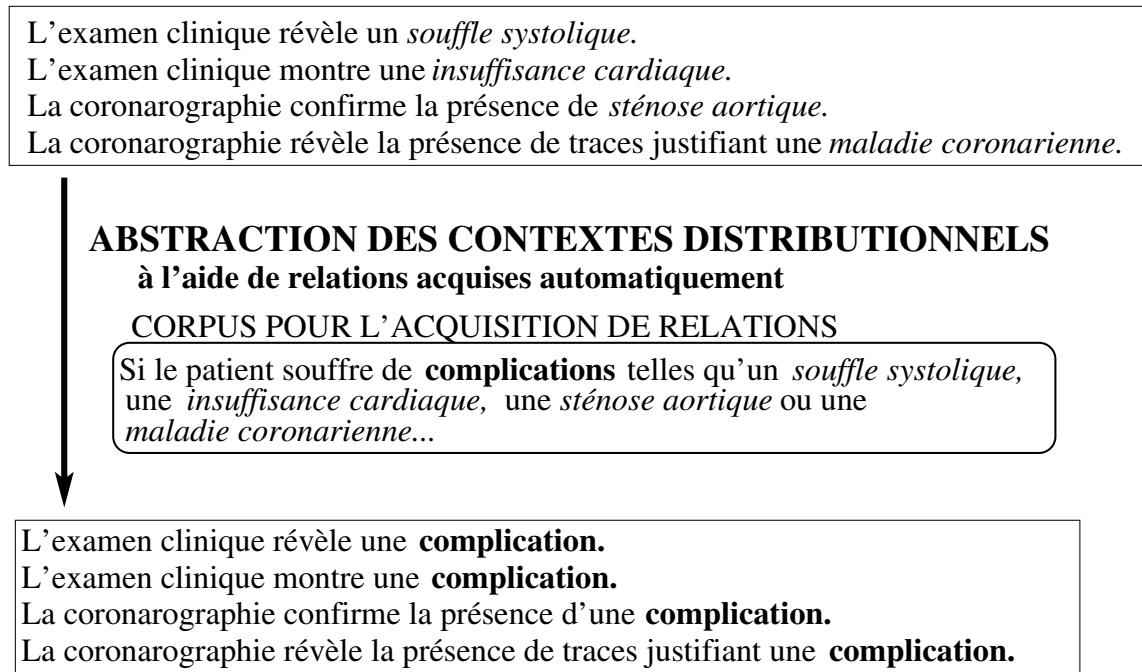 L’examen clinique révèle un souffle systolique.
L’examen clinique montre une insuffisance cardiaque.
La coronarographie confirme la présence de sténose aortique.
La coronarographie révèle la présence de traces justifiant une maladie coronarienne.
ABSTRACTION DES CONTEXTES DISTRIBUTIONNELS
à l’aide de relations acquises automatiquement
CORPUS POUR L’ACQUISITION DE RELATIONS
Si le patient souffre de complications telles qu’un souffle systolique,
une insuffisance cardiaque, une sténose aortique ou une
maladie coronarienne...
L’examen clinique révèle une complication.
L’examen clinique montre une complication.
La coronarographie confirme la présence d’une complication.
La coronarographie révèle la présence de traces justifiant une complication.